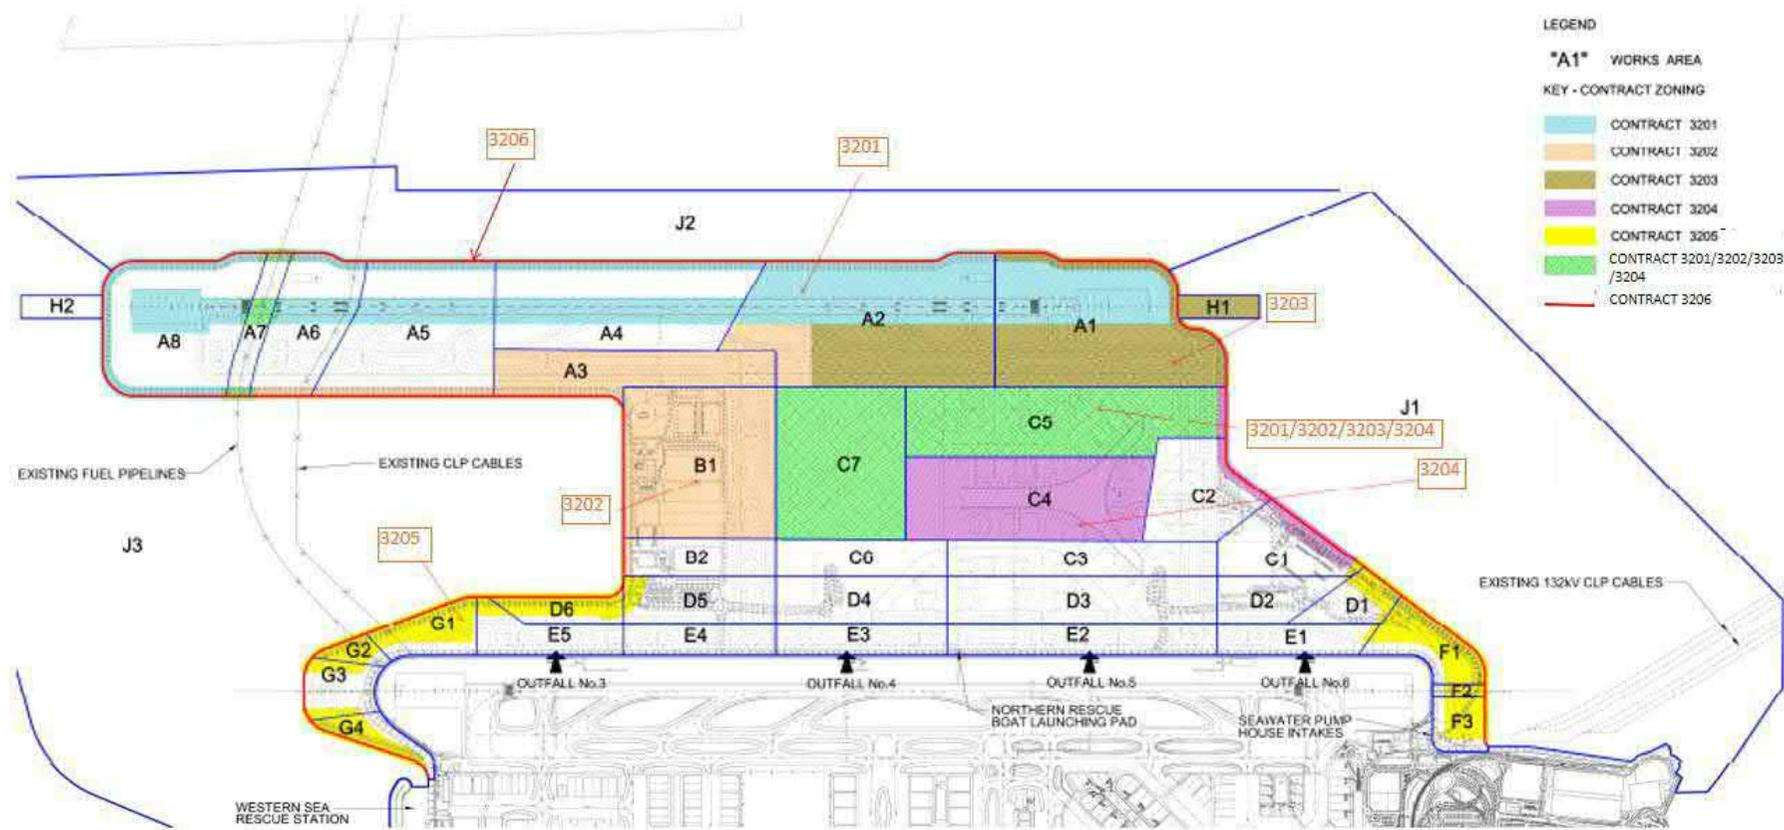 LEGEND
"A1" WORKS AREA
KEY - CONTRACT ZONING
CONTRACT 3201
CONTRACT 3202
CONTRACT 3203
CONTRACT 3204
CONTRACT 3205
CONTRACT 3201/3202/3203
/3204
CONTRACT 3206
3206
3201
J2
H2
A8
A7
A6
A5
A4
A2
A1
H1
3203
A3
J1
C5
3201/3202/3203/3204
EXISTING FUEL PIPELINES
EXISTING CLP CABLES
B1
C7
3204
C4
C2
3202
J3
3205
B2
C6
C3
C1
EXISTING 132kV CLP CABLES
D6
D5
D4
D3
D2
D1
G1
E5
E4
E3
E2
E1
G2
F1
G3
OUTFALL No.3
OUTFALL No.4
OUTFALL No.5
OUTFALL No.6
F2
G4
NORTHERN RESCUE
BOAT LAUNCHING PAD
SEAWATER PUMP
HOUSE INTAKES
F3
WESTERN SEA
RESCUE STATION